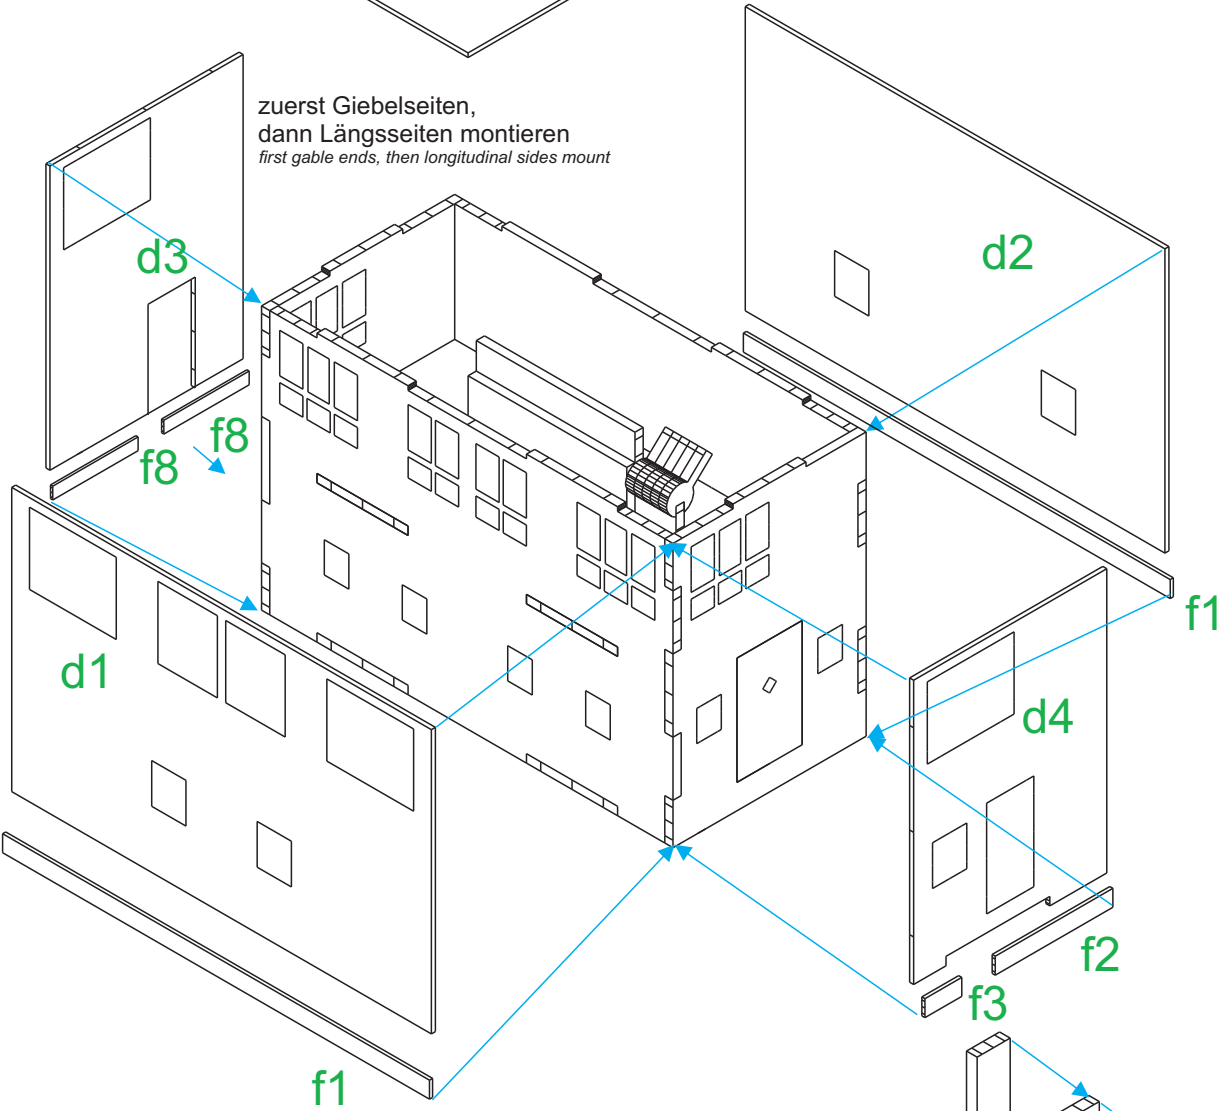 zuerst Giebelseiten,
dann Längsseiten montieren
first gable ends, then longitudinal sides mount
d3
d2
f8
f8
f1
d1
d4
f2
f3
f1